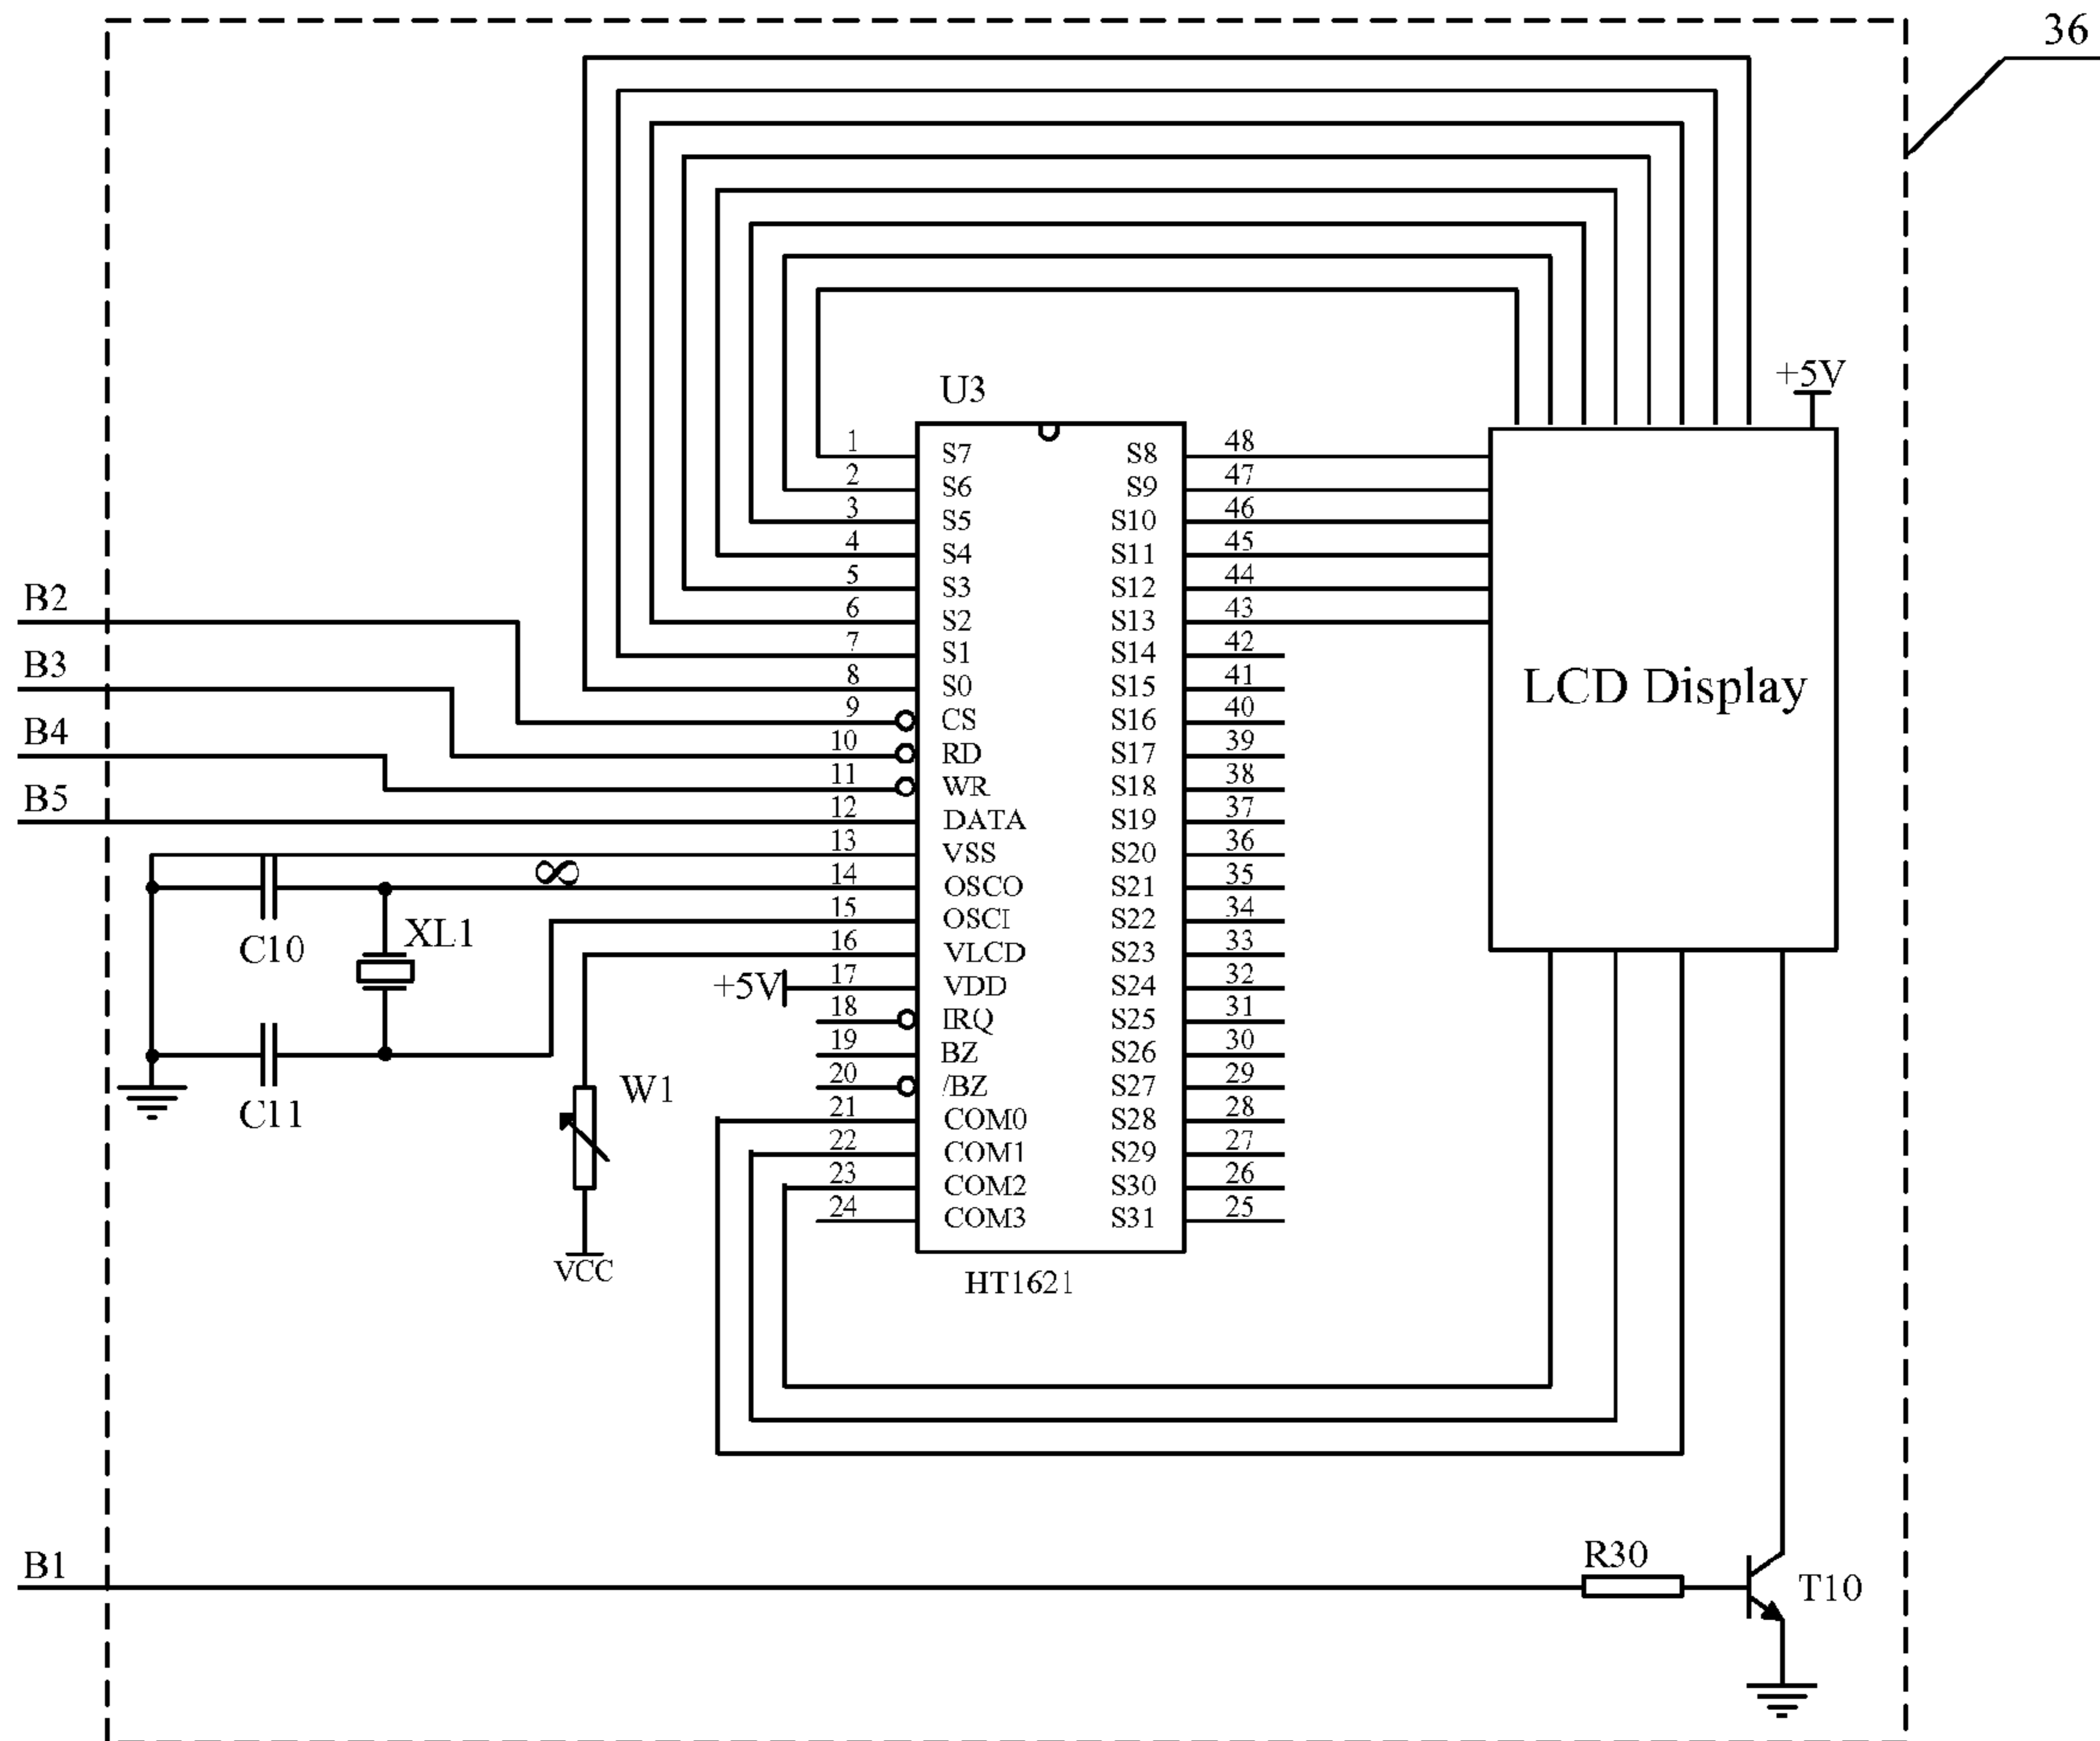 36
+5V
U3
1 S7 S8 48
2 S6 S9 47
3 S5 S10 46
4 S4 S11 45
5 S3 S12 44
B2
6 S2 S13 43
7 S1 S14 42
B3
8 S0 S15 41
LCD Display
9 CS S16 40
B4
10 RD S17 39
11 WR S18 38
B5
12 DATA S19 37
13 VSS S20 36
∞
14 OSCO S21 35
15 OSCI S22 34
C10
XL1
16 VLCD S23 33
+5V
17 VDD S24 32
18 IRQ S25 31
19 BZ S26 30
20 /BZ S27 29
C11
W1
21 COM0 S28 28
22 COM1 S29 27
23 COM2 S30 26
24 COM3 S31 25
VCC
HT1621
B1
R30
T10